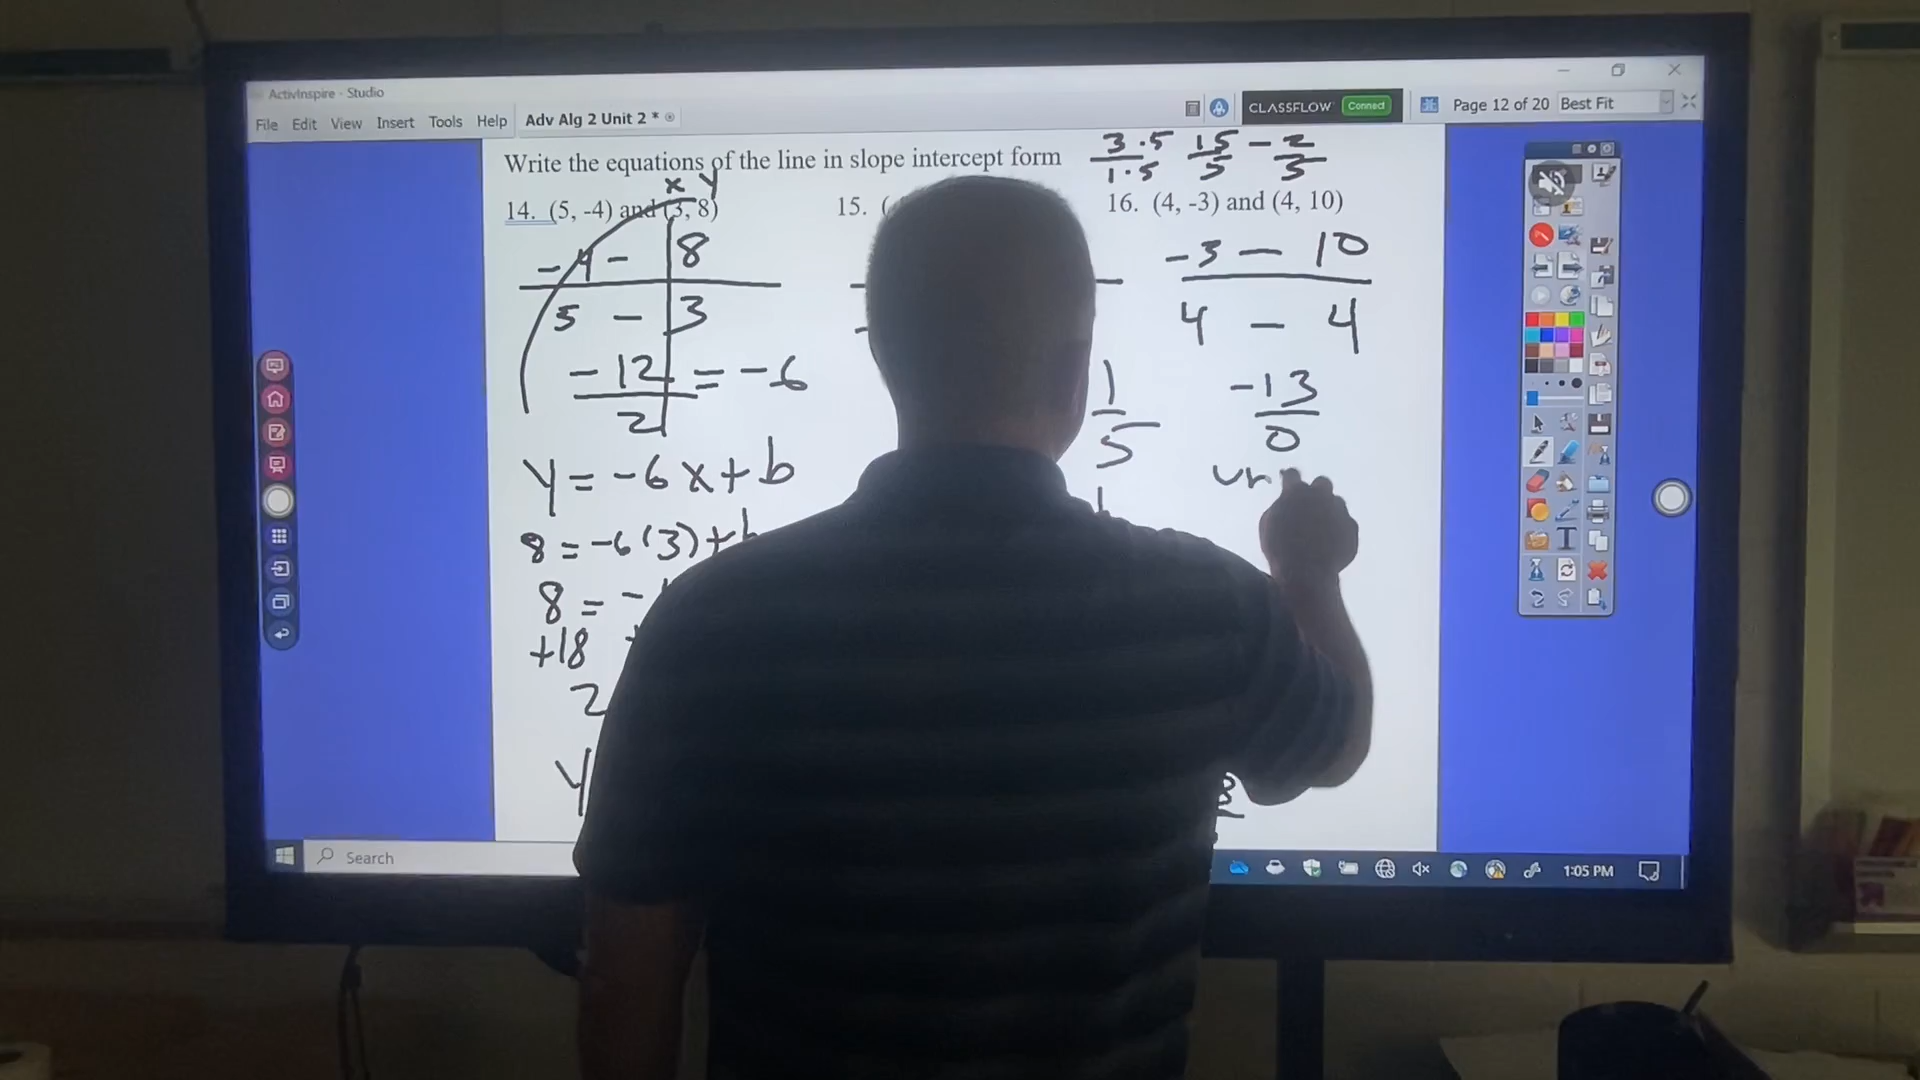 ActivInspire - Studio
File Edit View Insert Tools Help Adv Alg 2 Unit 2 *
CLASSFLOW Connect Page 12 of 20 Best Fit
Write the equations of the line in slope intercept form
3 · 5 15 - 2
1 · 5 5
x y
14. (5, -4) and (3, 8) 15. ( 16. (4, -3) and (4, 10)
-4 - 8
5 - 3
-12 = -6
2
y = -6x + b
8 = -6(3) + b
8 = -
+18
2
y
1
5
-3 - 10
4 - 4
-13
0
un
Search
1:05 PM